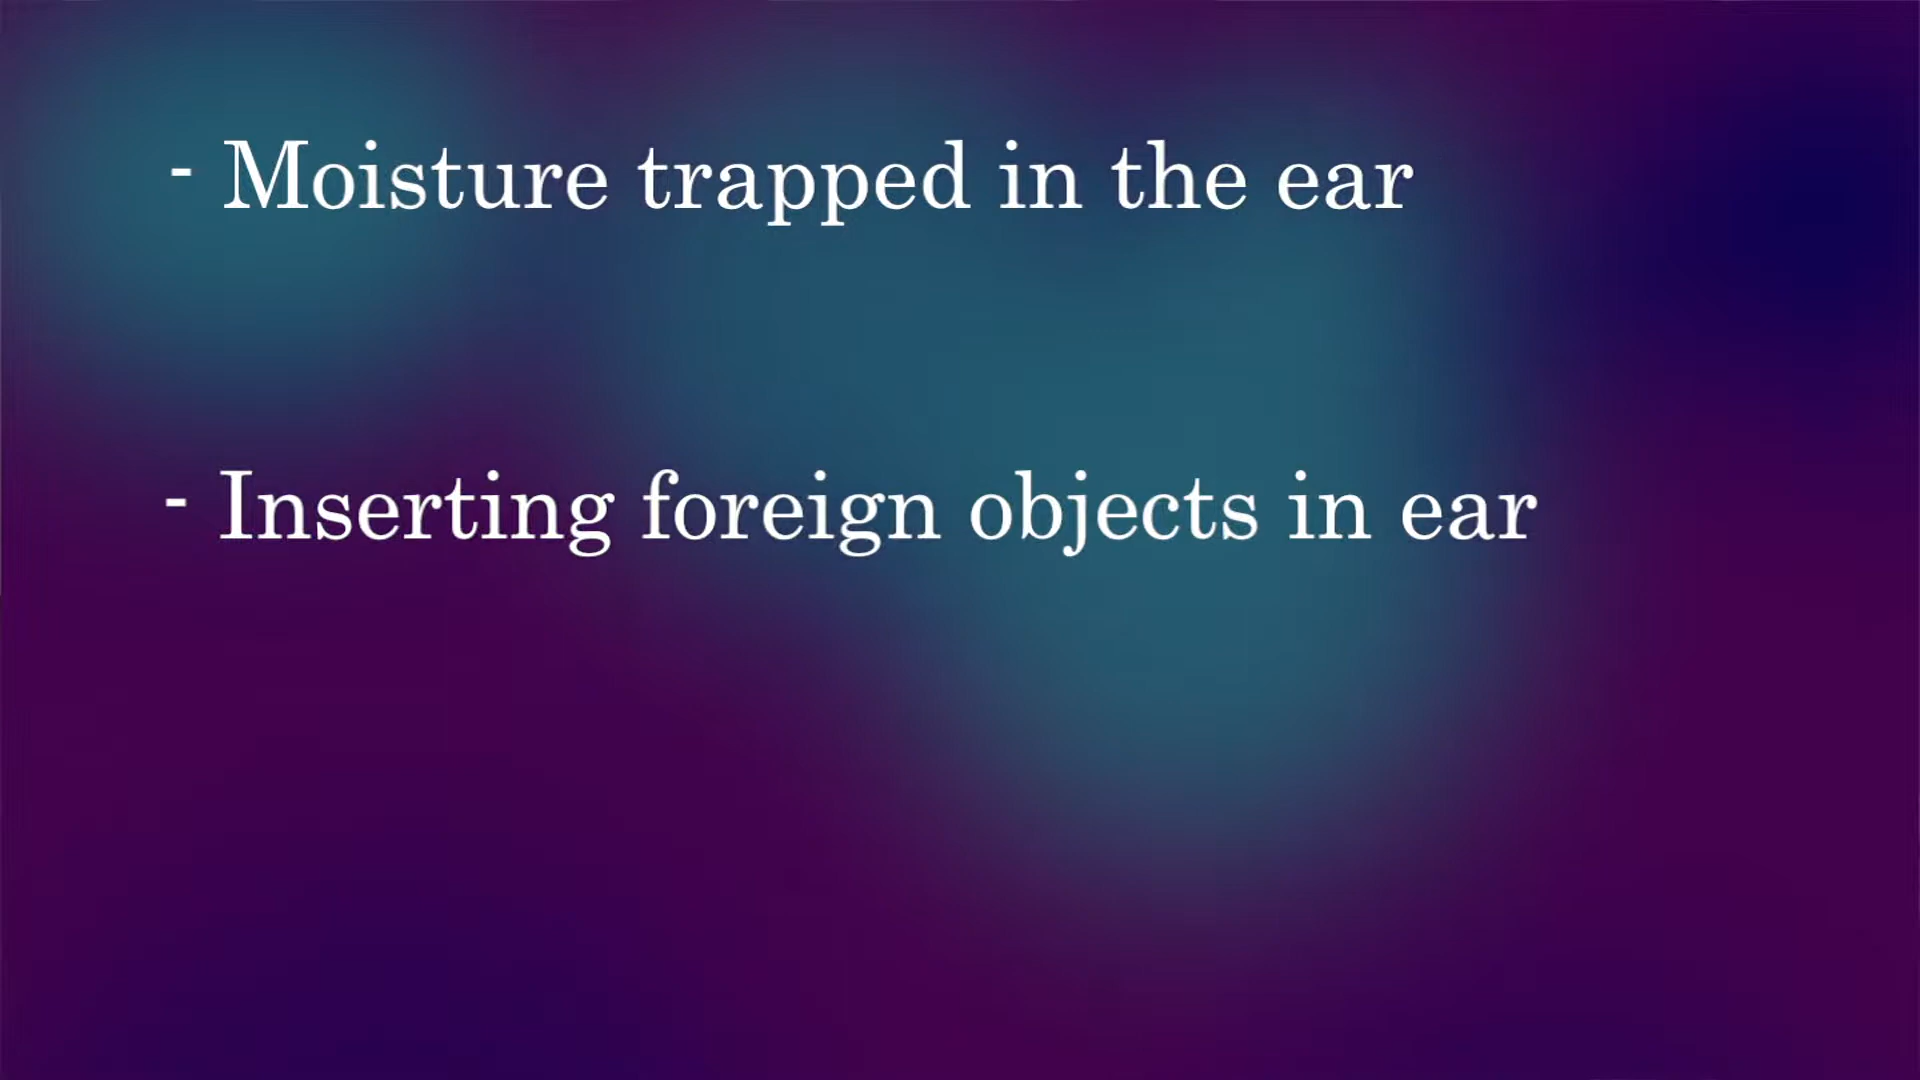 - Moisture trapped in the ear
- Inserting foreign objects in ear